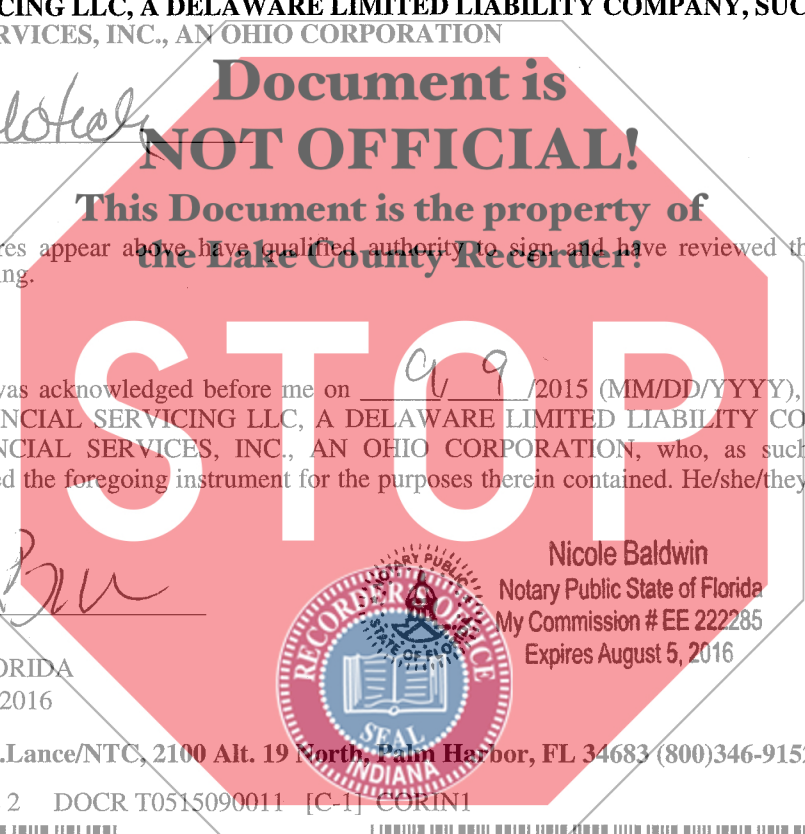 CING LLC, A DELAWARE LIMITED LIABILITY COMPANY, SUC
RVICES, INC., AN OHIO CORPORATION
Document is
NOT OFFICIAL!
This Document is the property of
the Lake County Recorder!
res appear above have qualified authority to sign and have reviewed th
ng.
STOP
was acknowledged before me on 9/ 9 /2015 (MM/DD/YYYY),
NCIAL SERVICING LLC, A DELAWARE LIMITED LIABILITY CO
NCIAL SERVICES, INC., AN OHIO CORPORATION, who, as such
ed the foregoing instrument for the purposes therein contained. He/she/they
Nicole Baldwin
Notary Public State of Florida
My Commission # EE 222285
Expires August 5, 2016
NOTARY PUBLIC
STATE OF FLORIDA
RECORDER'S OFFICE
SEAL
INDIANA
ORIDA
2016
.Lance/NTC, 2100 Alt. 19 North, Palm Harbor, FL 34683 (800)346-9152
2 DOCR T0515090011 [C-1] CORIN1